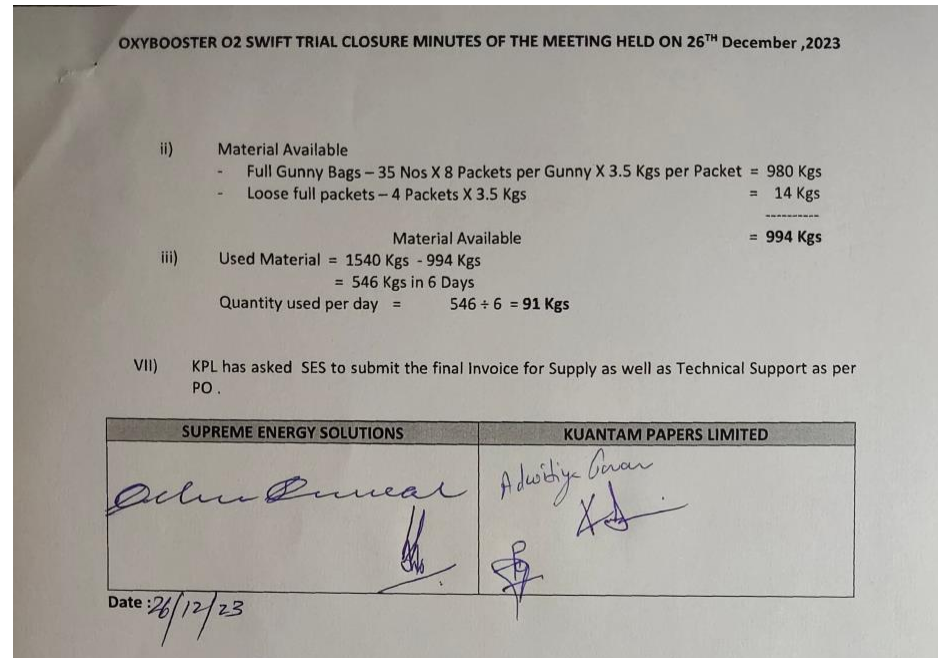 OXYBOOSTER O2 SWIFT TRIAL CLOSURE MINUTES OF THE MEETING HELD ON 26TH December ,2023
ii) Material Available
- Full Gunny Bags – 35 Nos X 8 Packets per Gunny X 3.5 Kgs per Packet = 980 Kgs
- Loose full packets – 4 Packets X 3.5 Kgs = 14 Kgs
----------
Material Available = 994 Kgs
iii) Used Material = 1540 Kgs - 994 Kgs
= 546 Kgs in 6 Days
Quantity used per day = 546 ÷ 6 = 91 Kgs
VII) KPL has asked SES to submit the final Invoice for Supply as well as Technical Support as per
PO .
SUPREME ENERGY SOLUTIONS KUANTAM PAPERS LIMITED
Adwitiya
Date : 26/12/23